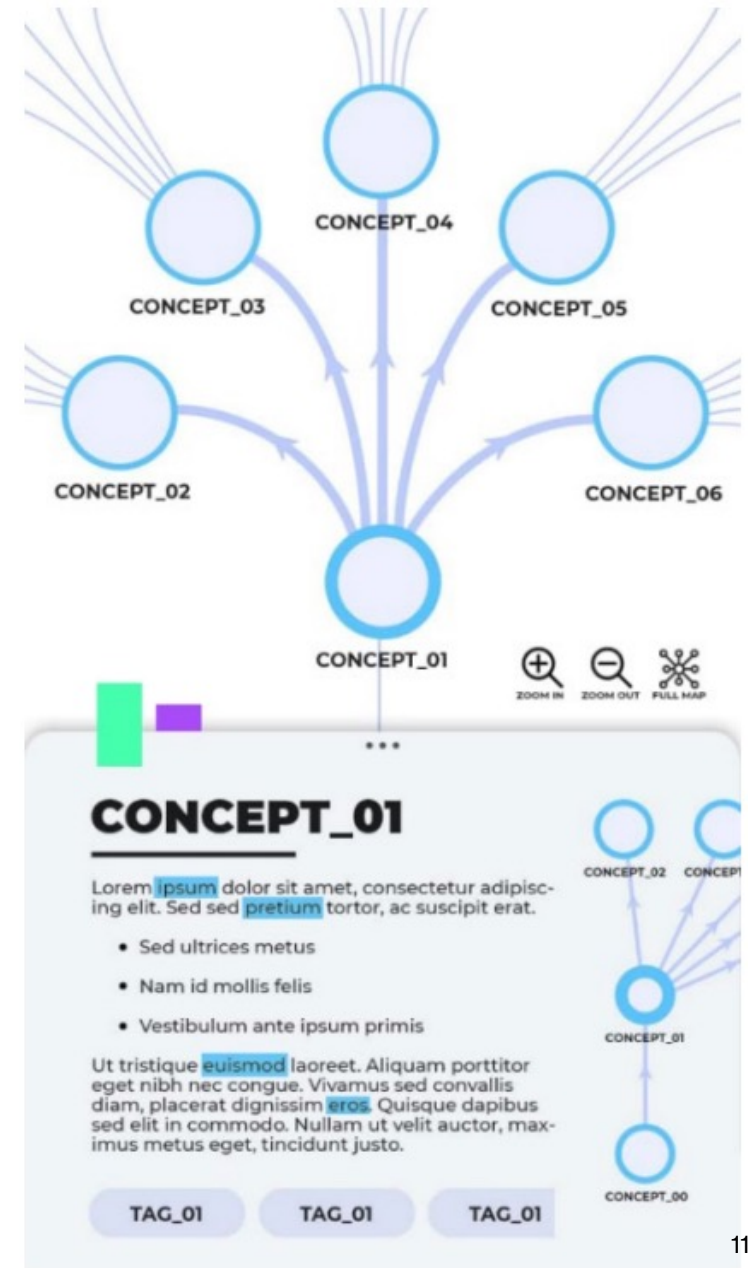 CONCEPT_04
CONCEPT_03
CONCEPT_05
CONCEPT_02
CONCEPT_06
CONCEPT_01
ZOOM IN
ZOOM OUT
FULL MAP
CONCEPT_01
Lorem ipsum dolor sit amet, consectetur adipisc-
ing elit. Sed sed pretium tortor, ac suscipit erat.
• Sed ultrices metus
• Nam id mollis felis
• Vestibulum ante ipsum primis
Ut tristique euismod laoreet. Aliquam porttitor
eget nibh nec congue. Vivamus sed convallis
diam, placerat dignissim eros. Quisque dapibus
sed elit in commodo. Nullam ut velit auctor, max-
imus metus eget, tincidunt justo.
TAG_01
TAG_01
TAG_01
CONCEPT_02
CONCEPT
CONCEPT_01
CONCEPT_00
11